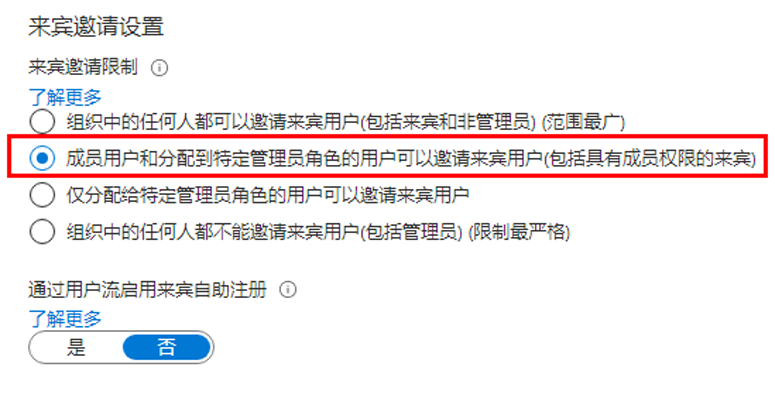 来宾邀请设置
来宾邀请限制
了解更多
组织中的任何人都可以邀请来宾用户(包括来宾和非管理员) (范围最广)
成员用户和分配到特定管理员角色的用户可以邀请来宾用户(包括具有成员权限的来宾)
仅分配给特定管理员角色的用户可以邀请来宾用户
组织中的任何人都不能邀请来宾用户(包括管理员) (限制最严格)
通过用户流启用来宾自助注册
了解更多
是 否